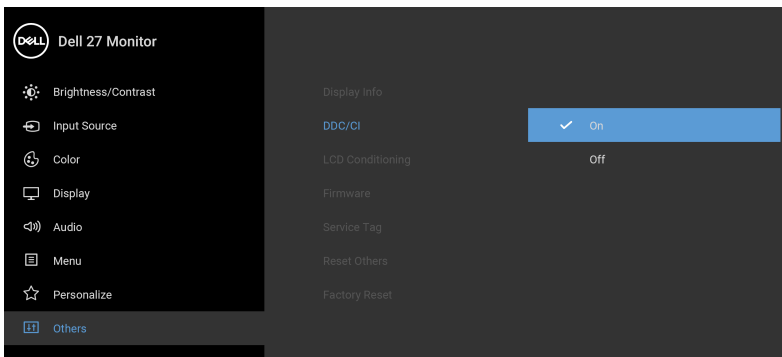 DELL
Dell 27 Monitor
Brightness/Contrast
Input Source
Color
Display
Audio
Menu
Personalize
Others
Display Info
DDC/CI
LCD Conditioning
Firmware
Service Tag
Reset Others
Factory Reset
On
Off